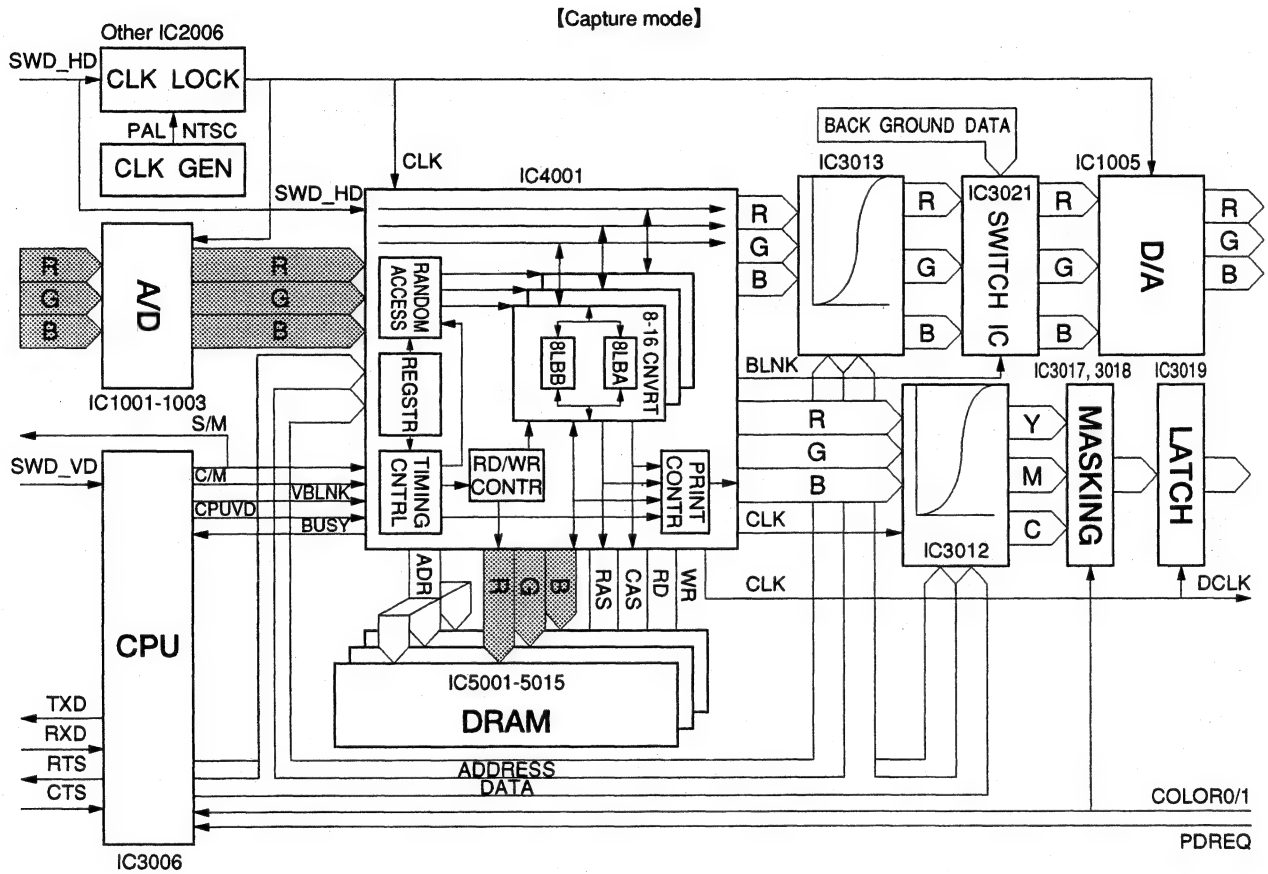 【Capture mode】
Other IC2006
SWD_HD
CLK LOCK
PAL NTSC
CLK GEN
CLK
SWD_HD
IC4001
BACK GROUND DATA
IC3013
IC1005
IC3021
SWITCH IC
R
G
B
A/D
R
G
B
IC1001-1003
RANDOM ACCESS
REGSTR
TIMING CNTRL
RD/WR CONTR
8LBB
8LBA
8-16 CNVRT
PRINT CONTR
R
G
B
R
G
B
R
G
B
D/A
R
G
B
BLNK
IC3017, 3018
IC3019
S/M
SWD_VD
C/M
VBLNK
CPUVD
BUSY
R
G
B
CLK
IC3012
Y
M
C
MASKING
LATCH
ADR
R
G
B
RAS
CAS
RD
WR
CLK
DCLK
CPU
IC5001-5015
DRAM
TXD
RXD
RTS
CTS
ADDRESS
DATA
COLOR0/1
PDREQ
IC3006